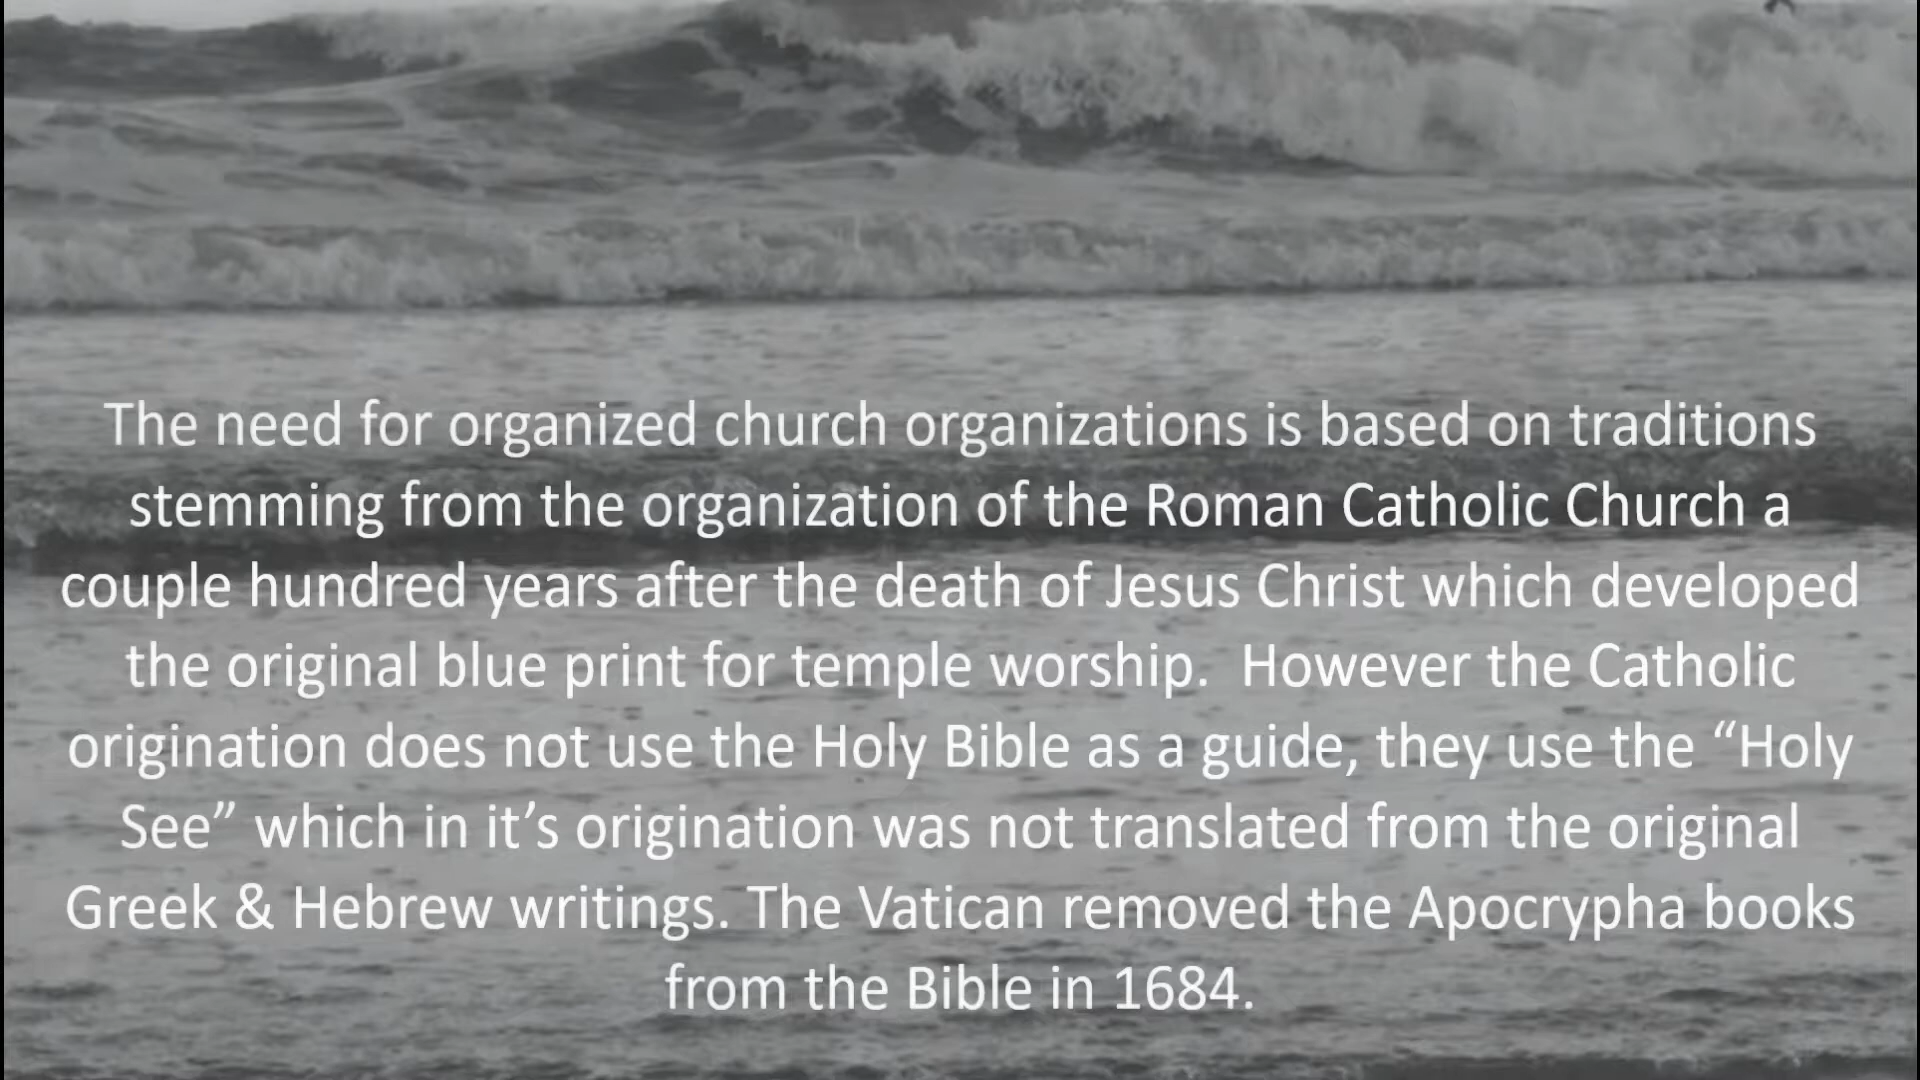 The need for organized church organizations is based on traditions
stemming from the organization of the Roman Catholic Church a
couple hundred years after the death of Jesus Christ which developed
the original blue print for temple worship.  However the Catholic
origination does not use the Holy Bible as a guide, they use the “Holy
See” which in it’s origination was not translated from the original
Greek & Hebrew writings. The Vatican removed the Apocrypha books
from the Bible in 1684.